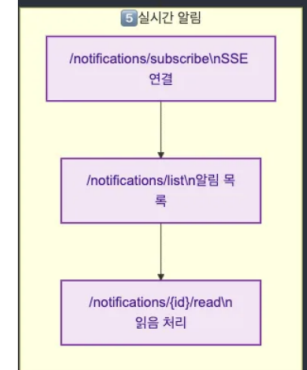 5️⃣실시간 알림
/notifications/subscribe\nSSE
연결
/notifications/list\n알림 목
록
/notifications/{id}/read\n
읽음 처리